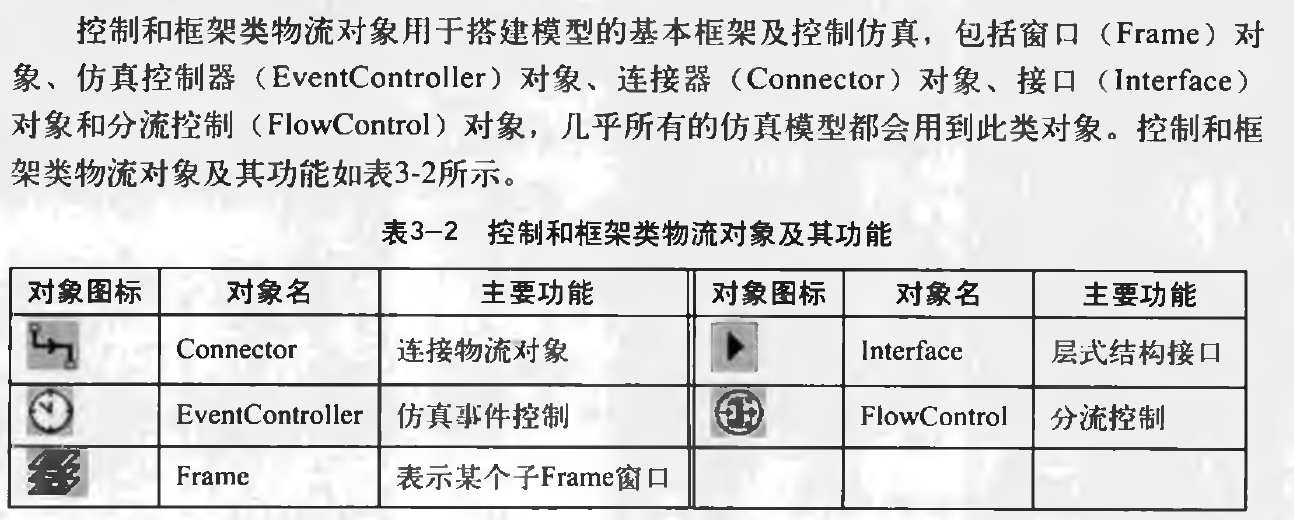 控制和框架类物流对象用于搭建模型的基本框架及控制仿真，包括窗口（Frame）对
象、仿真控制器（EventController）对象、连接器（Connector）对象、接口（Interface）
对象和分流控制（FlowControl）对象，几乎所有的仿真模型都会用到此类对象。控制和框
架类物流对象及其功能如表3-2所示。
表3-2 控制和框架类物流对象及其功能
对象图标 对象名 主要功能 对象图标 对象名 主要功能
Connector 连接物流对象 Interface 层式结构接口
EventController 仿真事件控制 FlowControl 分流控制
Frame 表示某个子Frame窗口